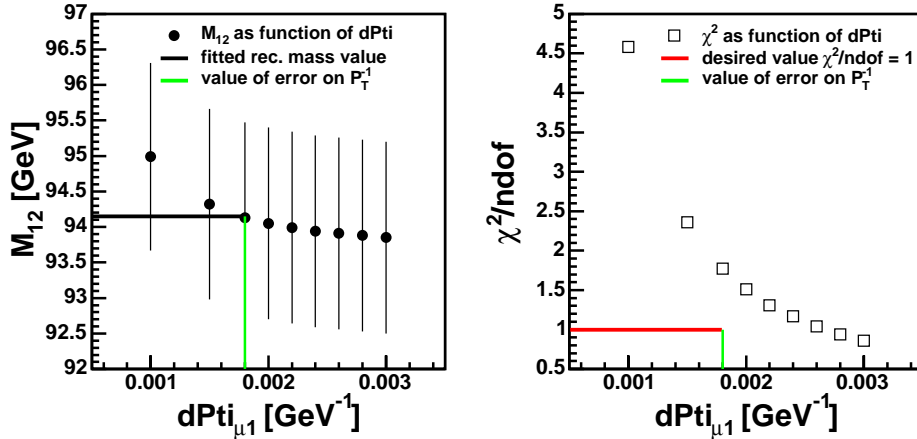 97
96.5
96
95.5
95
94.5
94
93.5
93
92.5
92
M₁₂ [GeV]
M₁₂ as function of dPti
fitted rec. mass value
value of error on P_T⁻¹
0.001 0.002 0.003
dPti_μ1 [GeV⁻¹]
5
4.5
4
3.5
3
2.5
2
1.5
1
0.5
χ²/ndof
χ² as function of dPti
desired value χ²/ndof = 1
value of error on P_T⁻¹
0.001 0.002 0.003
dPti_μ1 [GeV⁻¹]